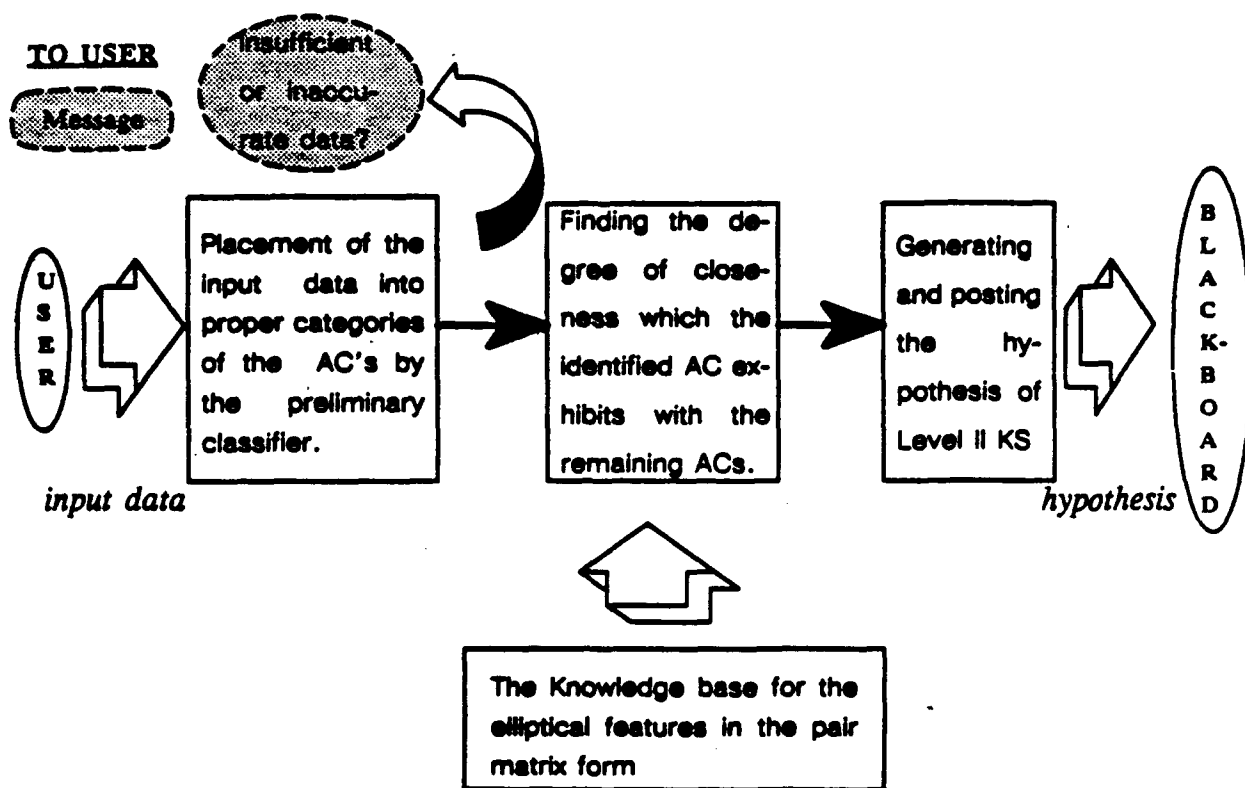 TO USER
Message
Insufficient
or inaccu-
rate data?
USER
input data
Placement of the
input data into
proper categories
of the AC's by
the preliminary
classifier.
Finding the de-
gree of close-
ness which the
identified AC ex-
hibits with the
remaining ACs.
Generating
and posting
the hy-
pothesis of
Level II KS
hypothesis
BLACK-BOARD
The Knowledge base for the
elliptical features in the pair
matrix form